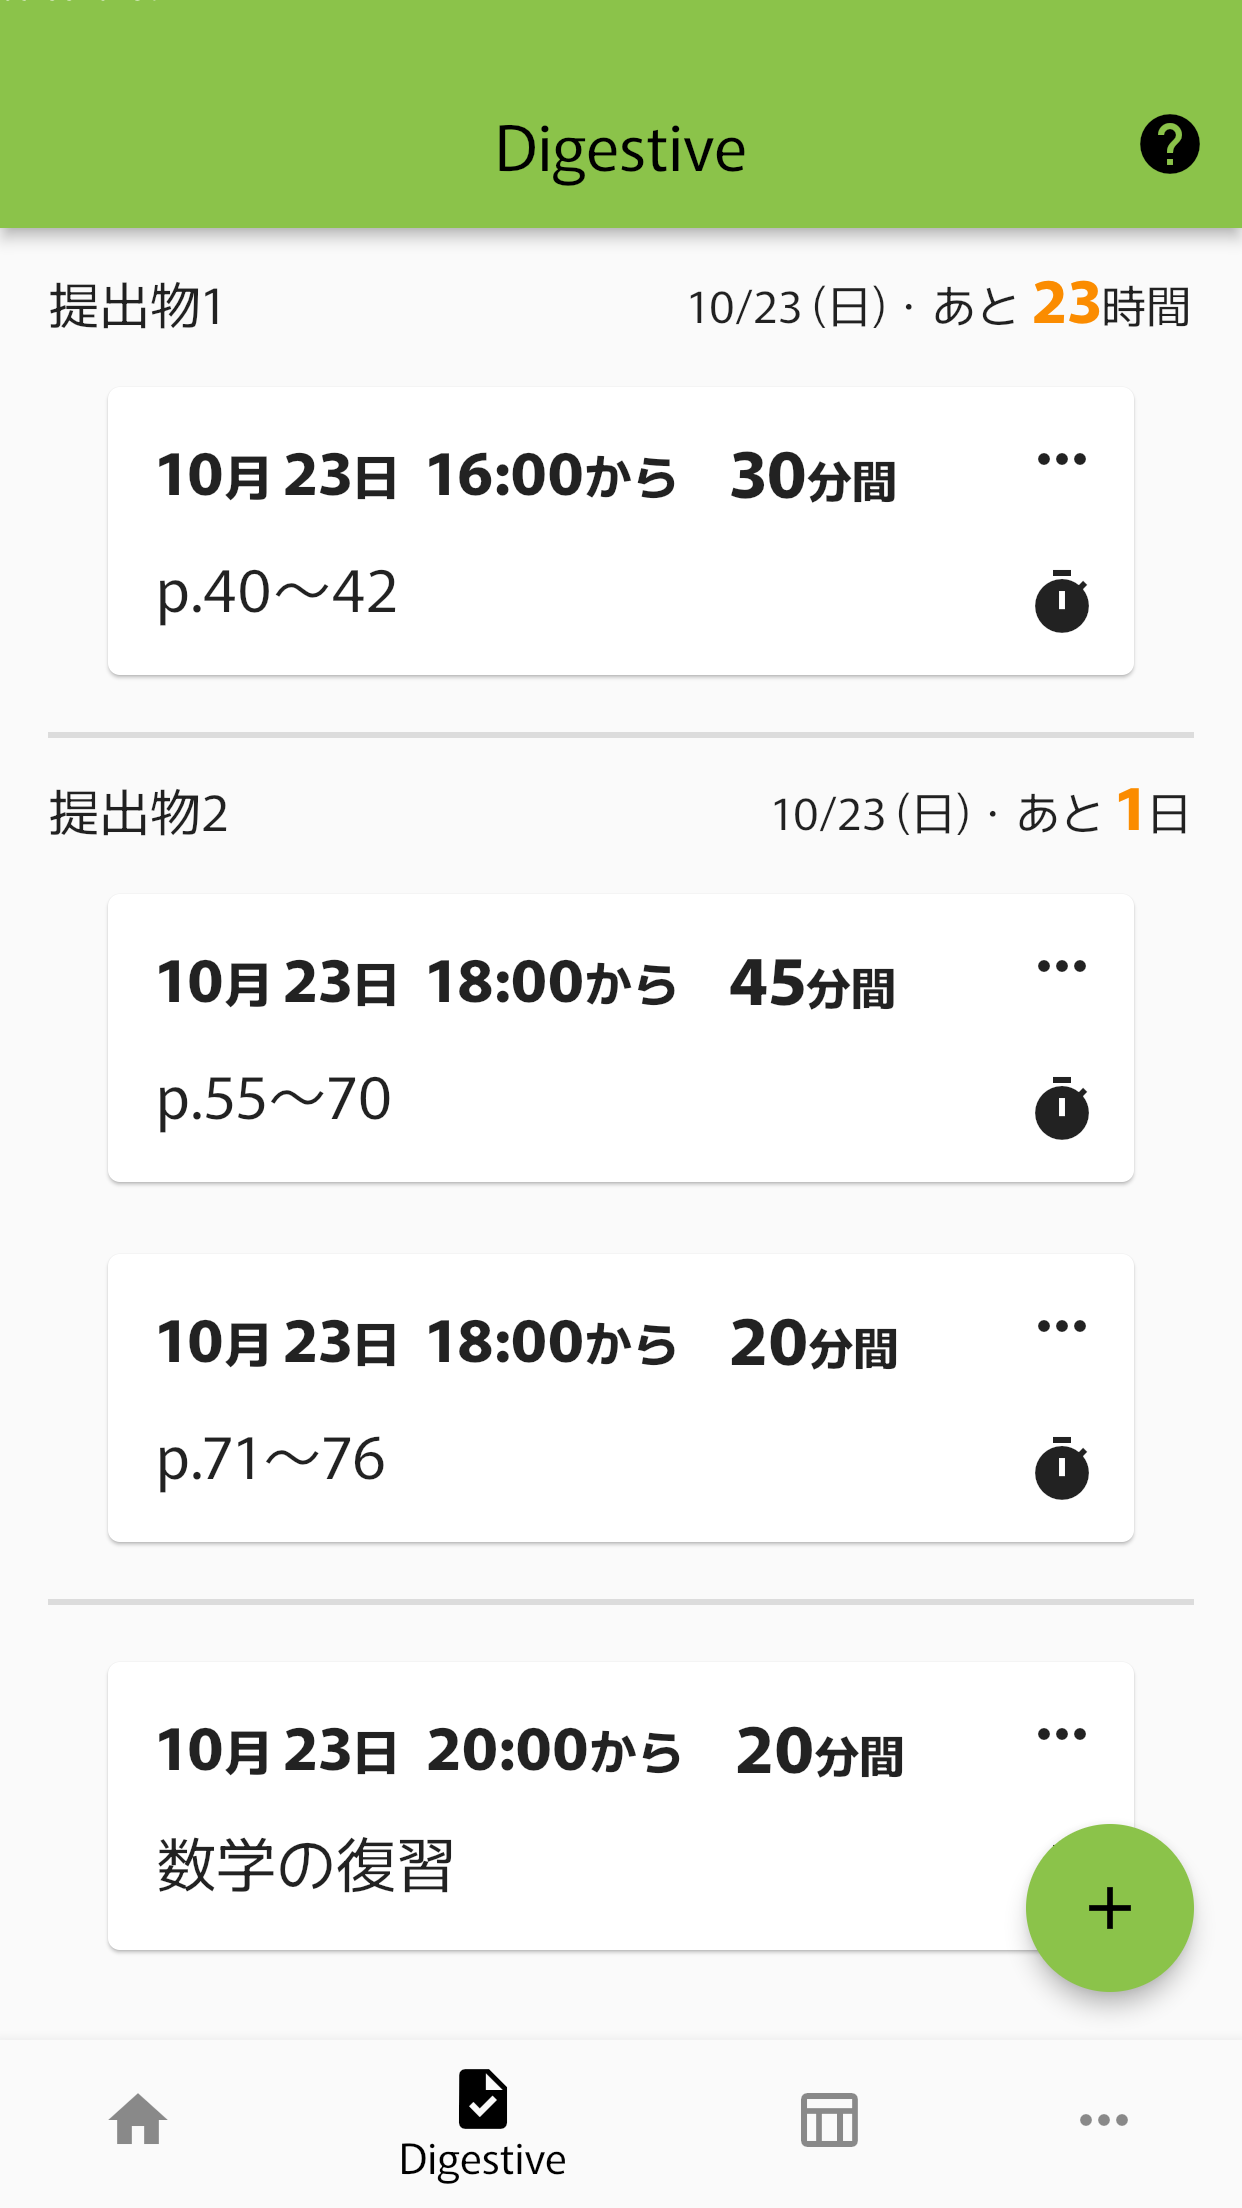 Digestive
提出物1
10/23 (日)・あと 23時間
10月 23日 16:00から 30分間
p.40〜42
提出物2
10/23 (日)・あと 1日
10月 23日 18:00から 45分間
p.55〜70
10月 23日 18:00から 20分間
p.71〜76
10月 23日 20:00から 20分間
数学の復習
Digestive